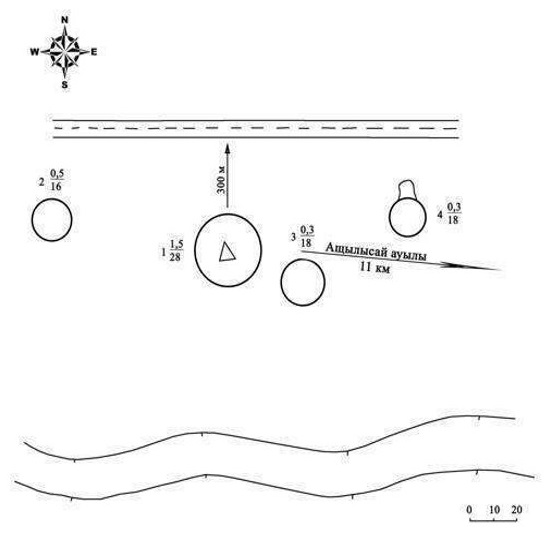 N
W E
S
300 м
2 0,5/16
4 0,3/18
3 0,3/18
1 1,5/28
Ащылысай ауылы
11 км
0 10 20